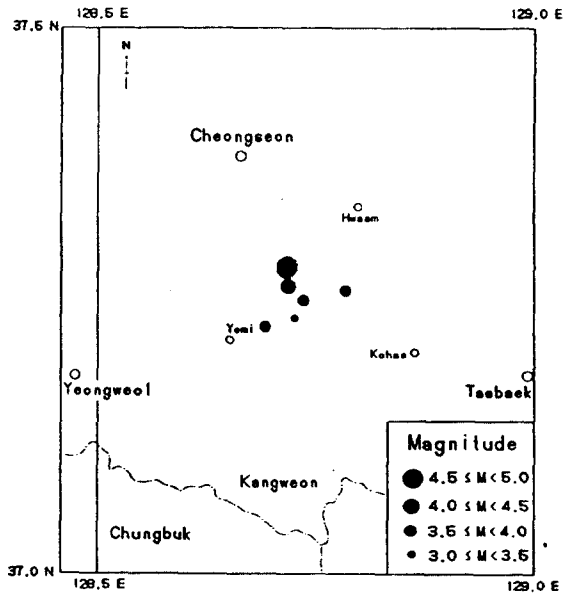 128.5 E
129.0 E
37.5 N
N
Cheongseon
Hwaam
Yemi
Kohan
Yeongweol
Taebaek
Magnitude
4.5 ≤ M<5.0
Kangweon
4.0 ≤ M<4.5
3.5 ≤ M<4.0
Chungbuk
3.0 ≤ M<3.5
37.0 N
128.5 E
129.0 E